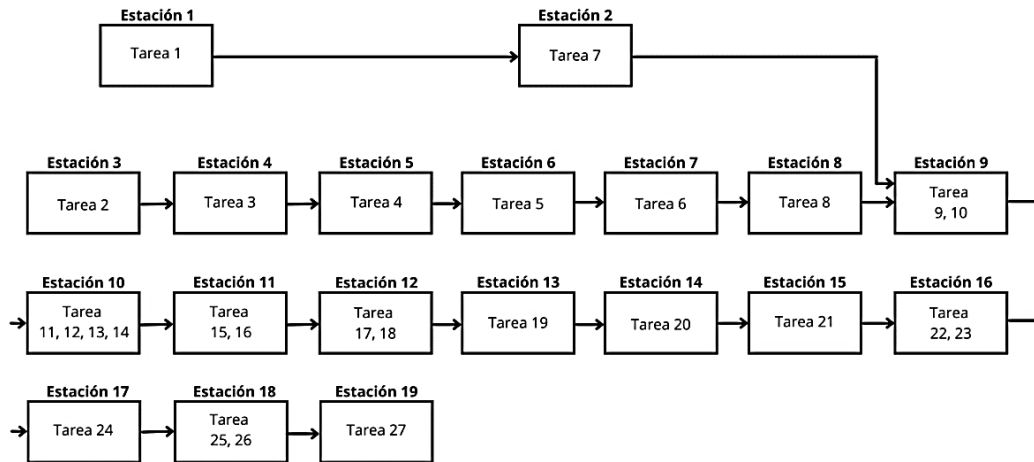 Estación 1
Tarea 1
Estación 2
Tarea 7
Estación 3
Tarea 2
Estación 4
Tarea 3
Estación 5
Tarea 4
Estación 6
Tarea 5
Estación 7
Tarea 6
Estación 8
Tarea 8
Estación 9
Tarea
9, 10
Estación 10
Tarea
11, 12, 13, 14
Estación 11
Tarea
15, 16
Estación 12
Tarea
17, 18
Estación 13
Tarea 19
Estación 14
Tarea 20
Estación 15
Tarea 21
Estación 16
Tarea
22, 23
Estación 17
Tarea 24
Estación 18
Tarea
25, 26
Estación 19
Tarea 27